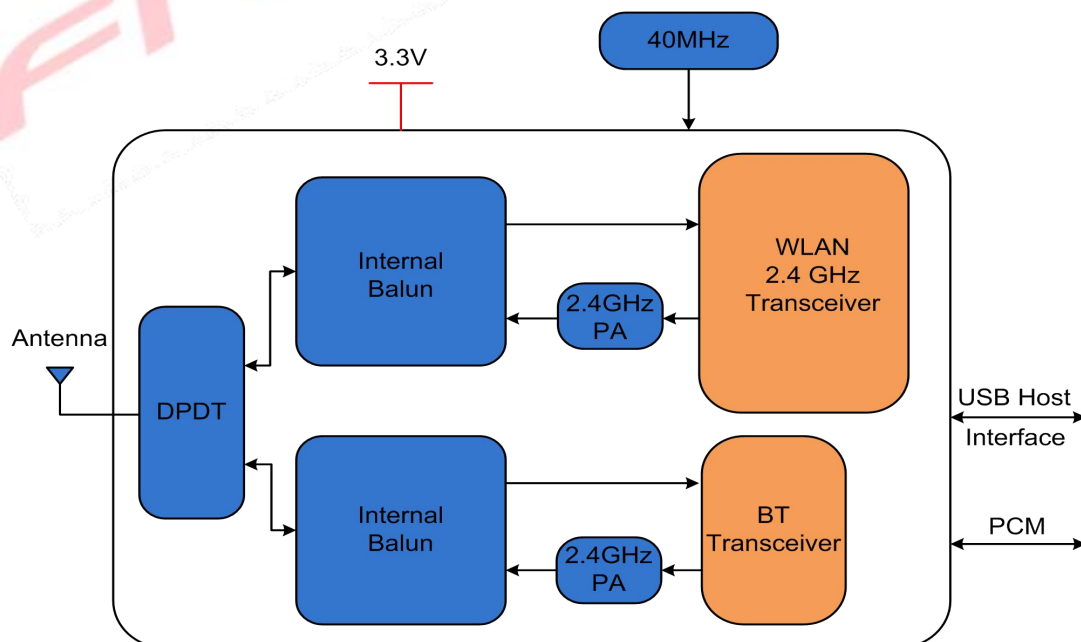 40MHz
3.3V
Internal
Balun
WLAN
2.4 GHz
Transceiver
2.4GHz
PA
Antenna
DPDT
USB Host
Interface
Internal
Balun
BT
Transceiver
2.4GHz
PA
PCM